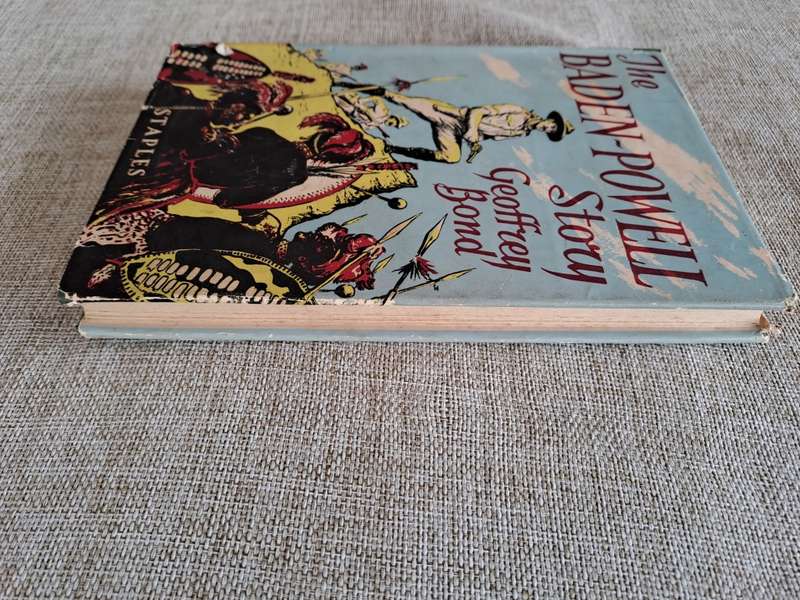 The
BADEN-POWELL
Story
Geoffrey
Bond
STAPLES